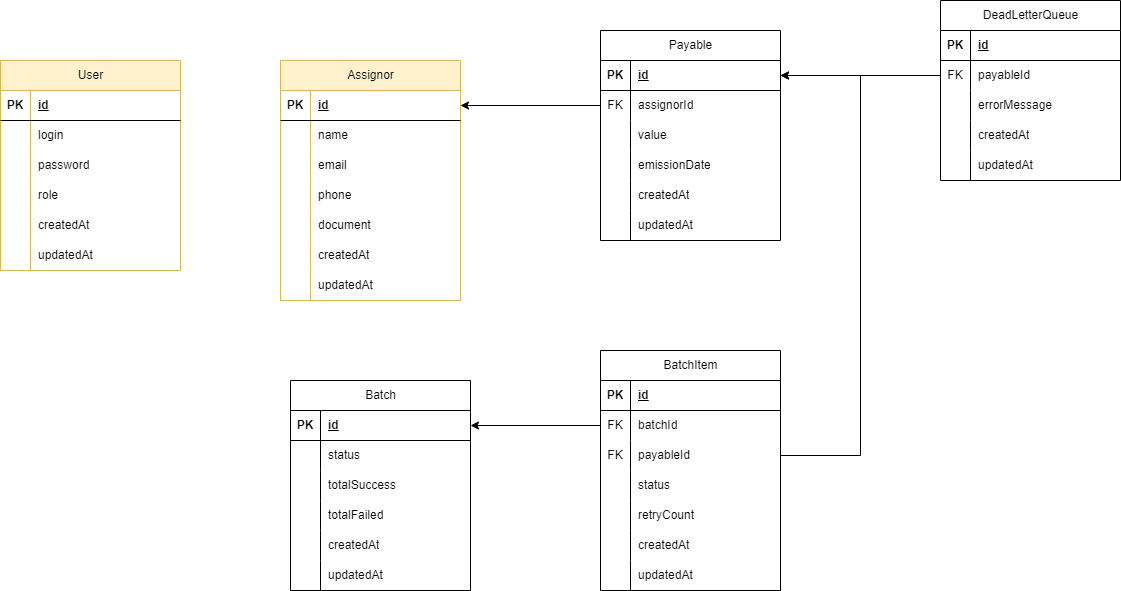 User
PK id
login
password
role
createdAt
updatedAt
Assignor
PK id
name
email
phone
document
createdAt
updatedAt
Payable
PK id
FK assignorId
value
emissionDate
createdAt
updatedAt
DeadLetterQueue
PK id
FK payableId
errorMessage
createdAt
updatedAt
Batch
PK id
status
totalSuccess
totalFailed
createdAt
updatedAt
BatchItem
PK id
FK batchId
FK payableId
status
retryCount
createdAt
updatedAt